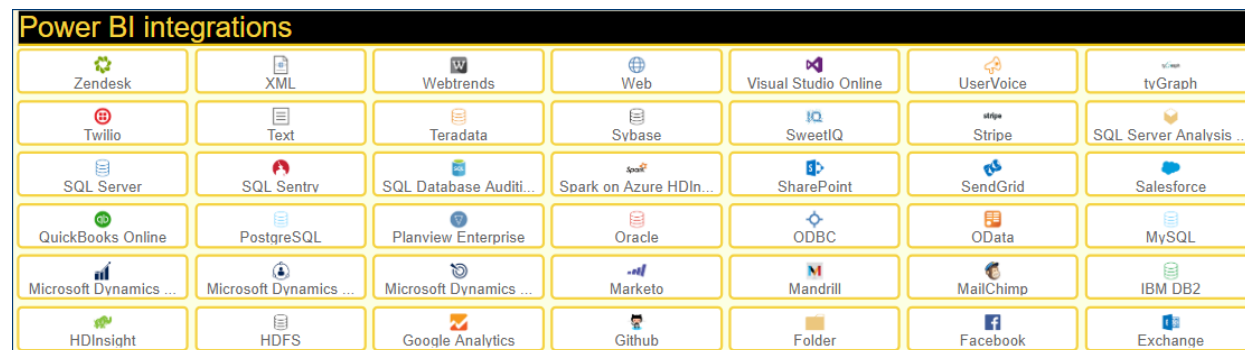 Power BI integrations
Zendesk
XML
Webtrends
Web
Visual Studio Online
UserVoice
tyGraph
Twilio
Text
Teradata
Sybase
SweetIQ
stripe
Stripe
SQL Server Analysis ...
SQL Server
SQL Sentry
SQL Database Auditi...
Spark
Spark on Azure HDIn...
SharePoint
SendGrid
Salesforce
QuickBooks Online
PostgreSQL
Planview Enterprise
Oracle
ODBC
OData
MySQL
Microsoft Dynamics ...
Microsoft Dynamics ...
Microsoft Dynamics ...
Marketo
Mandrill
MailChimp
IBM DB2
HDInsight
HDFS
Google Analytics
Github
Folder
Facebook
Exchange